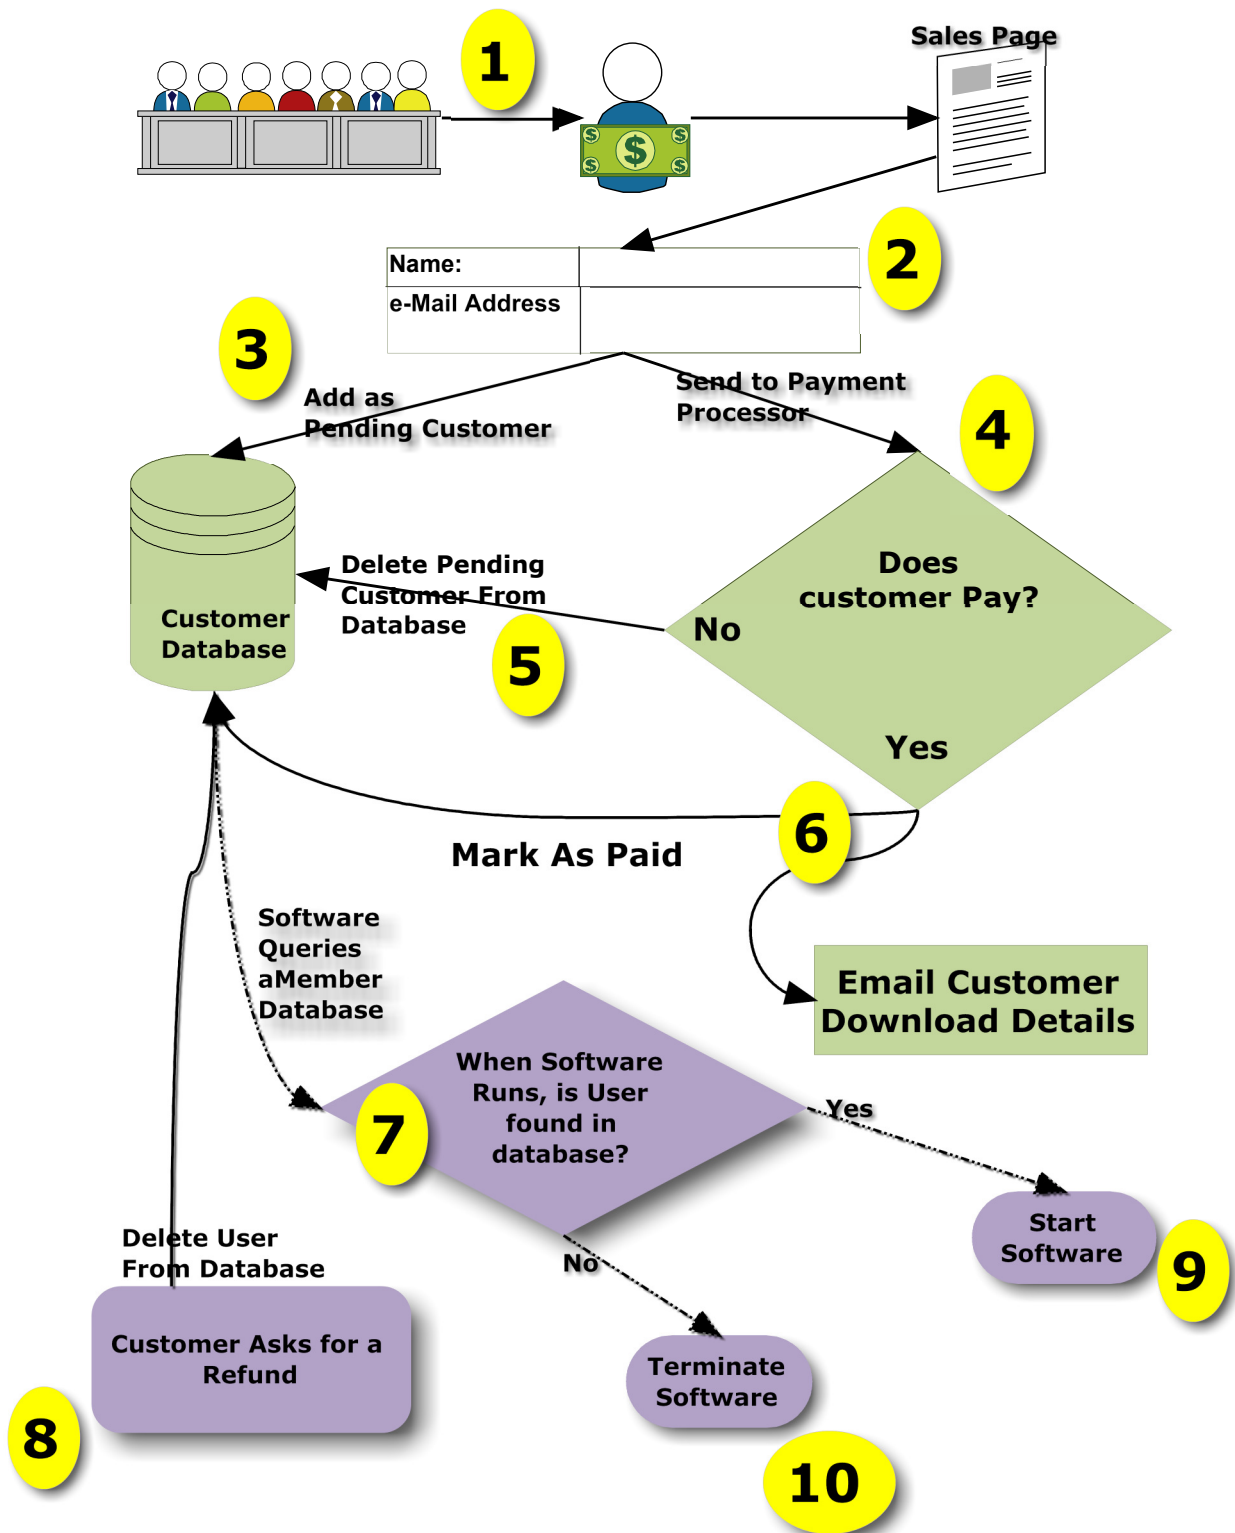 Sales Page
1
$
$
$
$
$
2
Name:
e-Mail Address
3
Add as
Pending Customer
Send to Payment
Processor
4
Does
customer Pay?
No
Yes
Delete Pending
Customer From
Database
5
Customer
Database
6
Mark As Paid
Software
Queries
aMember
Database
Email Customer
Download Details
When Software
Runs, is User
found in
database?
7
Yes
No
Start
Software
9
Delete User
From Database
Customer Asks for a
Refund
8
Terminate
Software
10